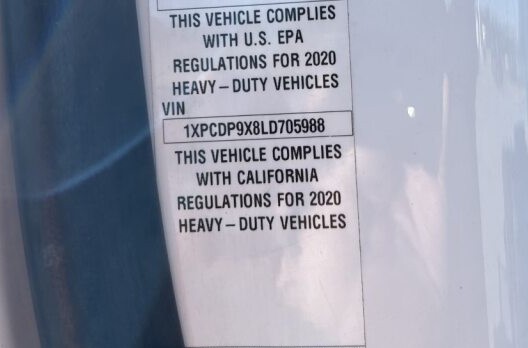 THIS VEHICLE COMPLIES
WITH U.S. EPA
REGULATIONS FOR 2020
HEAVY – DUTY VEHICLES
VIN
1XPCDP9X8LD705988
THIS VEHICLE COMPLIES
WITH CALIFORNIA
REGULATIONS FOR 2020
HEAVY – DUTY VEHICLES